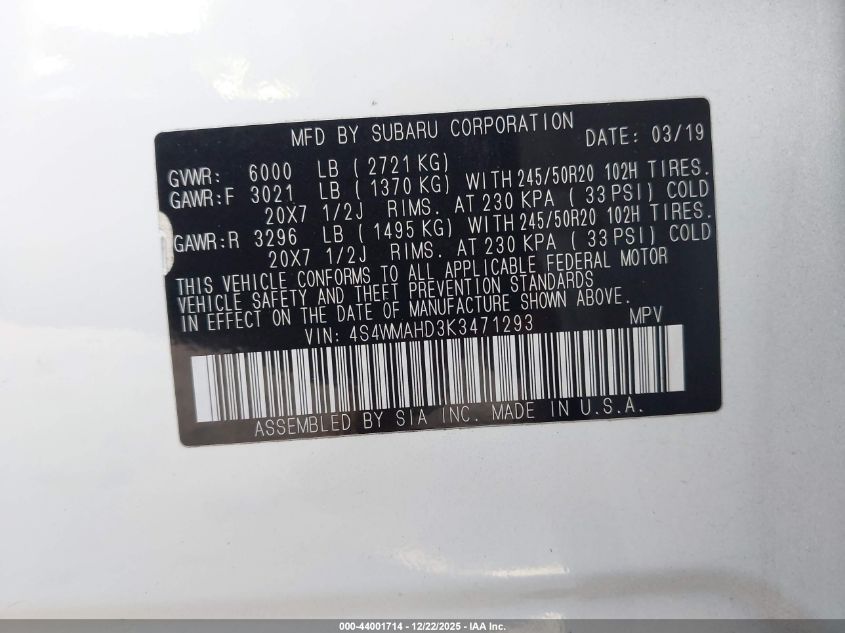 MFD BY SUBARU CORPORATION DATE: 03/19
GVWR: 6000 LB (2721 KG)
GAWR:F 3021 LB (1370 KG) WITH 245/50R20 102H TIRES.
20X7 1/2J RIMS. AT 230 KPA (33 PSI) COLD
GAWR:R 3296 LB (1495 KG) WITH 245/50R20 102H TIRES.
20X7 1/2J RIMS. AT 230 KPA (33 PSI) COLD
THIS VEHICLE CONFORMS TO ALL APPLICABLE FEDERAL MOTOR
VEHICLE SAFETY AND THEFT PREVENTION STANDARDS
IN EFFECT ON THE DATE OF MANUFACTURE SHOWN ABOVE.
VIN: 4S4WMAHD3K3471293 MPV
ASSEMBLED BY SIA INC. MADE IN U.S.A.
000-44001714 - 12/22/2025 - IAA Inc.